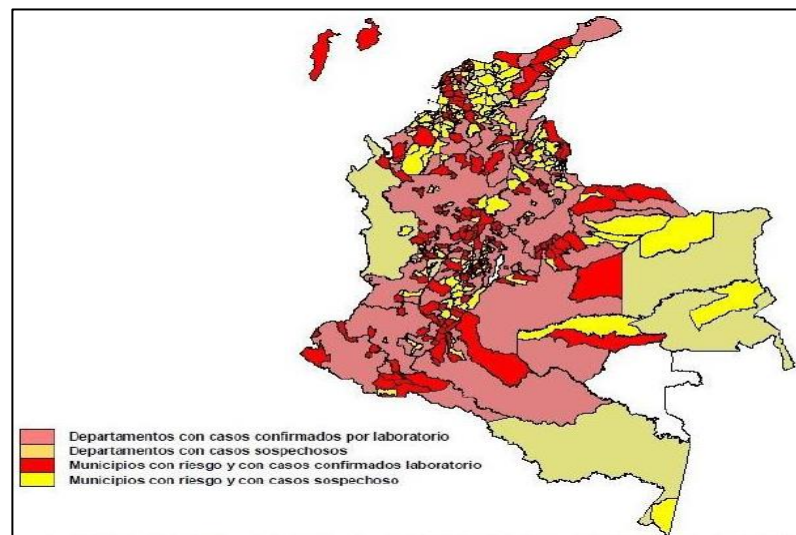 Departamentos con casos confirmados por laboratorio
Departamentos con casos sospechosos
Municipios con riesgo y con casos confirmados laboratorio
Municipios con riesgo y con casos sospechoso